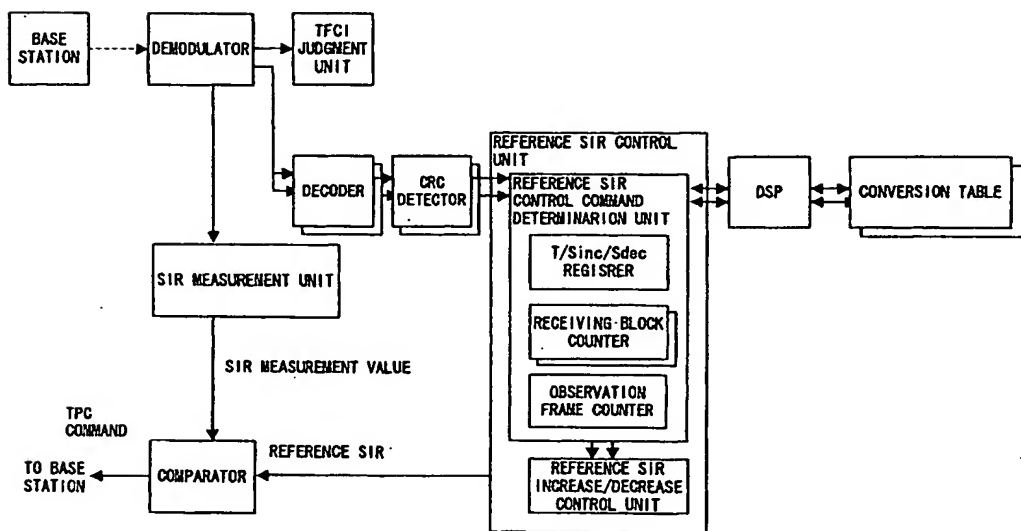 BASE
STATION
DEMODULATOR
TFCI
JUDGMENT
UNIT
REFERENCE SIR CONTROL
UNIT
DECODER
CRC
DETECTOR
REFERENCE SIR
CONTROL COMMAND
DETERMINARION UNIT
DSP
CONVERSION TABLE
T/Sinc/Sdec
REGISRER
SIR MEASUREMENT UNIT
RECEIVING-BLOCK
COUNTER
SIR MEASUREMENT VALUE
OBSERVATION
FRAME COUNTER
TPC
COMMAND
REFERENCE SIR
TO BASE
STATION
COMPARATOR
REFERENCE SIR
INCREASE/DECREASE
CONTROL UNIT